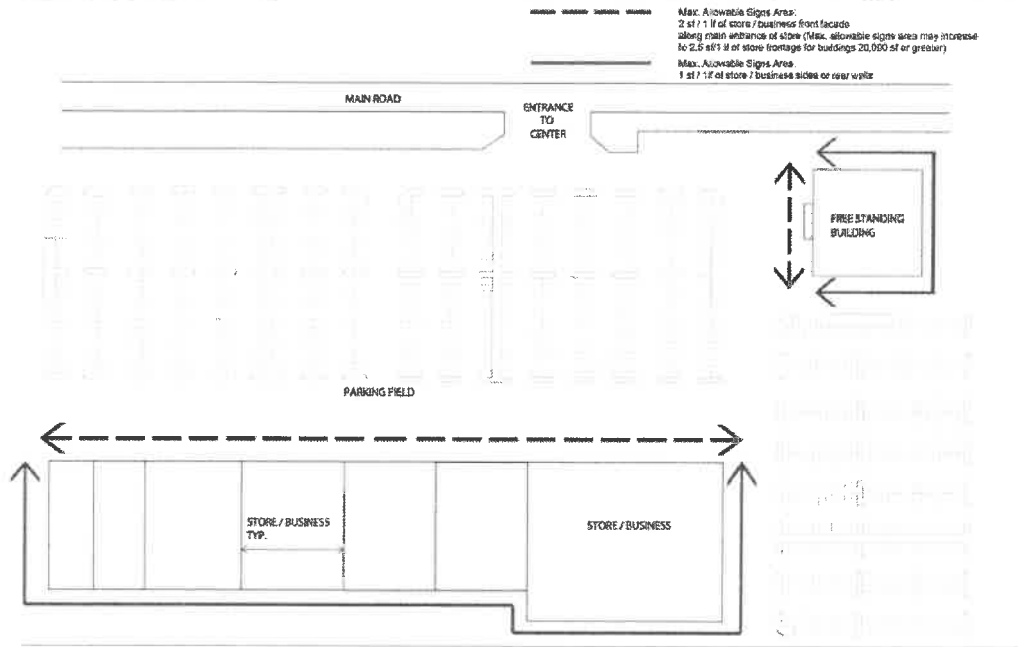 Max. Allowable Signs Area:
2 sf / 1 lf of store / business front facade
along main entrance of store (Max. allowable signs area may increase
to 2.5 sf/1 lf of store frontage for buildings 20,000 sf or greater)
Max. Allowable Signs Area:
1 sf / 1lf of store / business sides or rear walls
MAIN ROAD
ENTRANCE
TO
CENTER
FREE STANDING
BUILDING
PARKING FIELD
STORE / BUSINESS
TYP.
STORE / BUSINESS